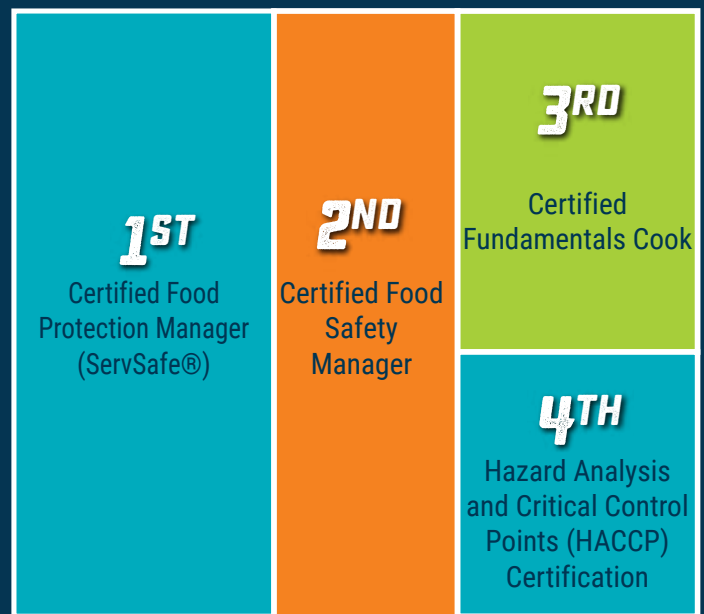 1ST
Certified Food
Protection Manager
(ServSafe®)
2ND
Certified Food
Safety
Manager
3RD
Certified
Fundamentals Cook
4TH
Hazard Analysis
and Critical Control
Points (HACCP)
Certification